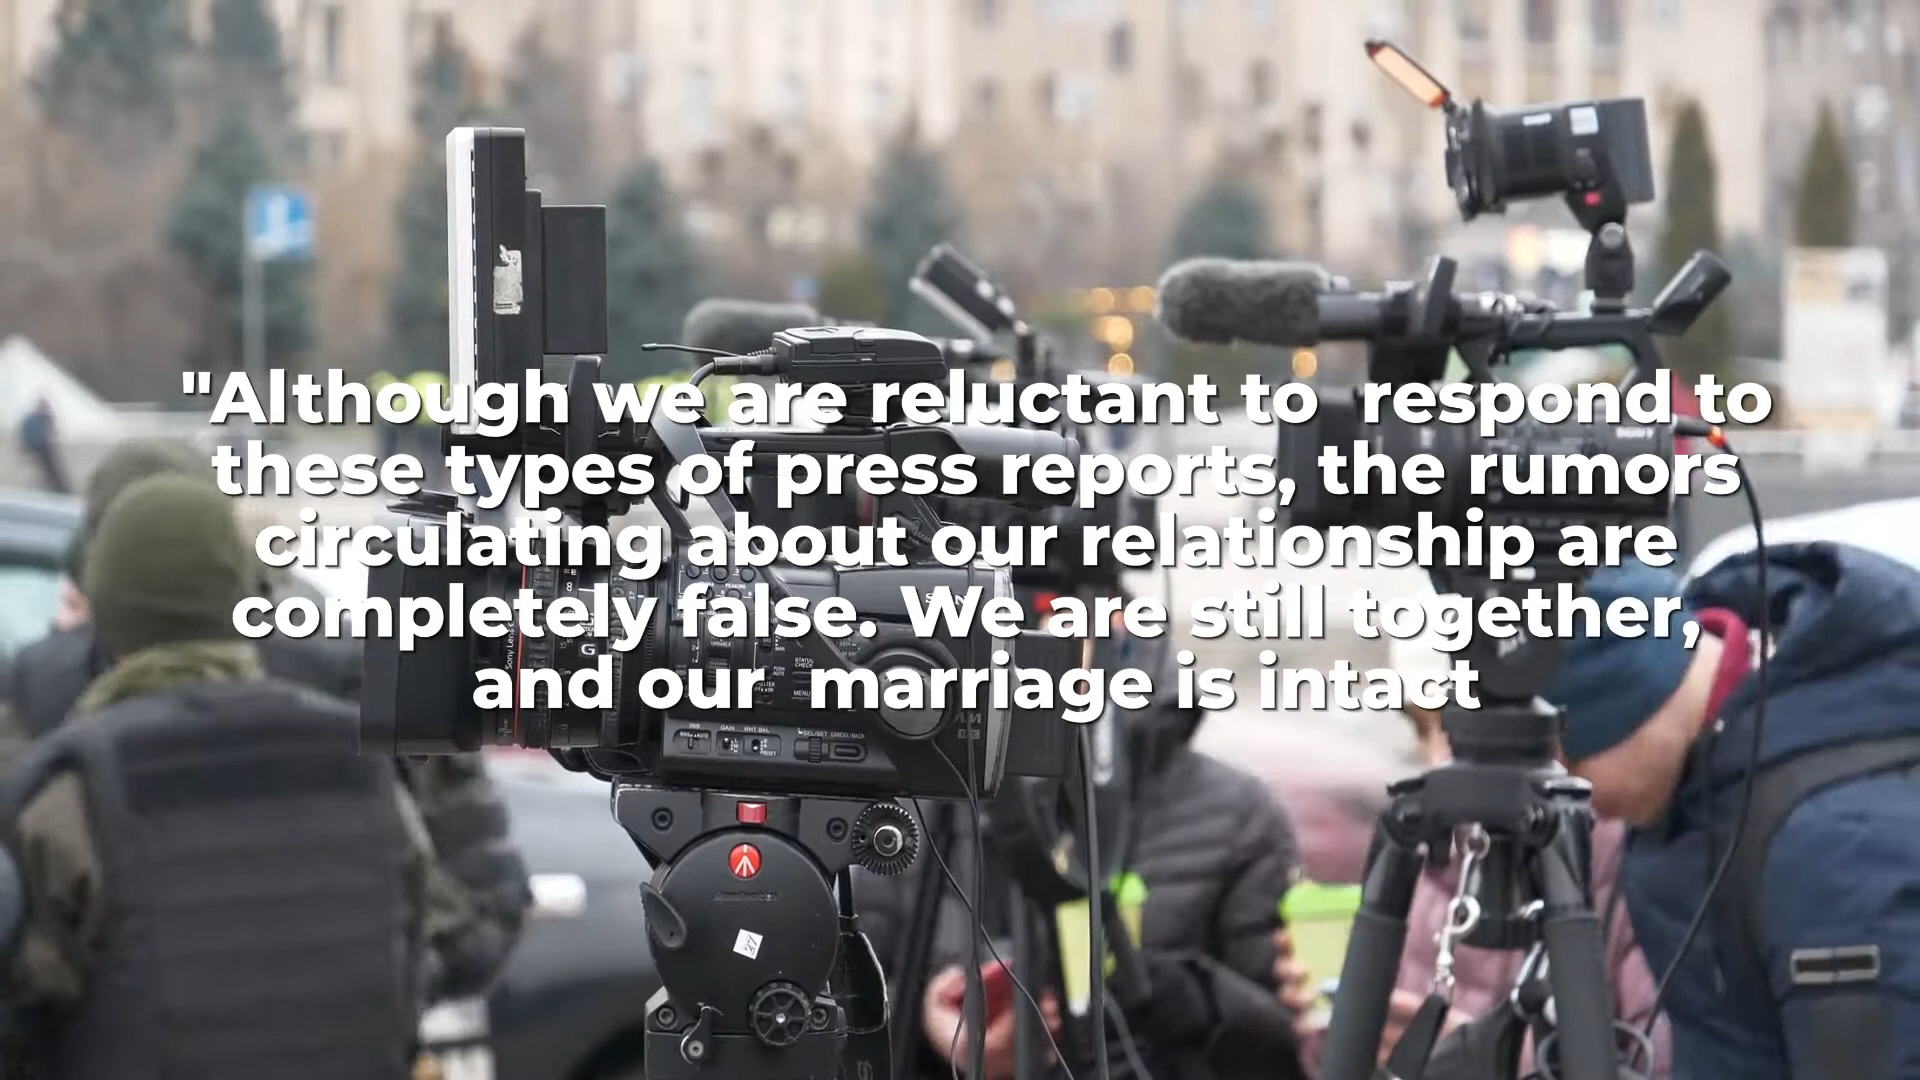 "Although we are reluctant to  respond to
these types of press reports, the rumors
circulating about our relationship are
completely false. We are still together,
and our  marriage is intact
37